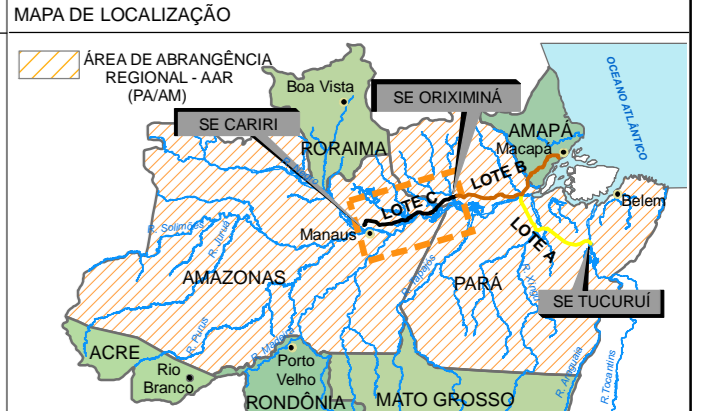 MAPA DE LOCALIZAÇÃO
ÁREA DE ABRANGÊNCIA
REGIONAL - AAR
(PA/AM)
OCEANO ATLÂNTICO
Boa Vista
SE ORIXIMINÁ
SE CARIRI
AMAPÁ
Macapá
RORAIMA
LOTE B
LOTE C
Belem
Manaus
R. Solimões
R. Juruá
LOTE A
R. Tapajós
AMAZONAS
PARÁ
R. Xingu
SE TUCURUÍ
R. Purus
R. Madeira
ACRE
Rio
Branco
Porto
Velho
R. Araguaia
R.Tocantins
RONDÔNIA
MATO GROSSO